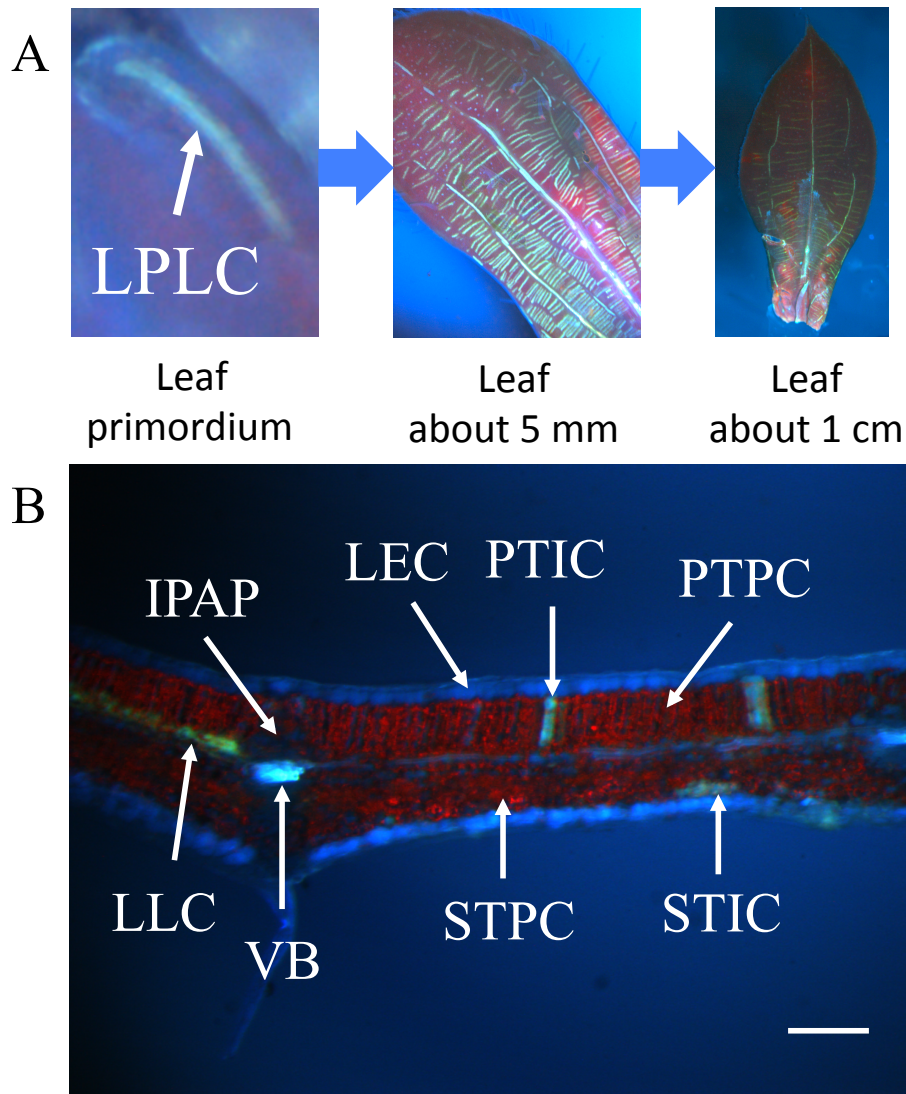 A
LPLC
Leaf
primordium
Leaf
about 5 mm
Leaf
about 1 cm
B
IPAP
LEC
PTIC
PTPC
LLC
VB
STPC
STIC